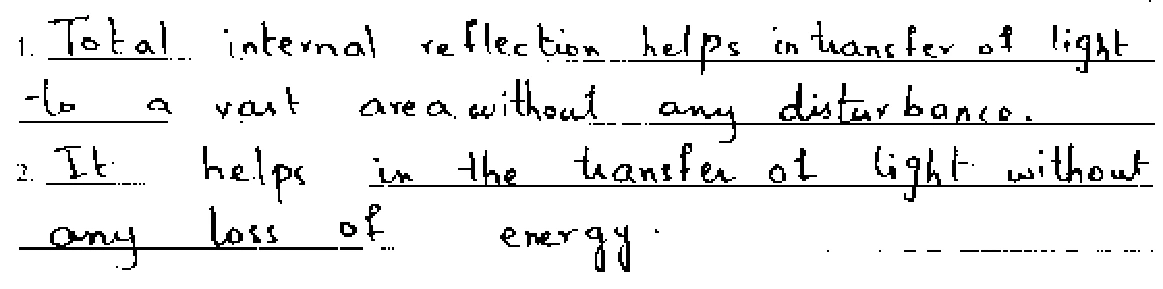 1. Total internal reflection helps in transfer of light
to a vast area without any disturbance.
2. It helps in the transfer of light without
any loss of energy.